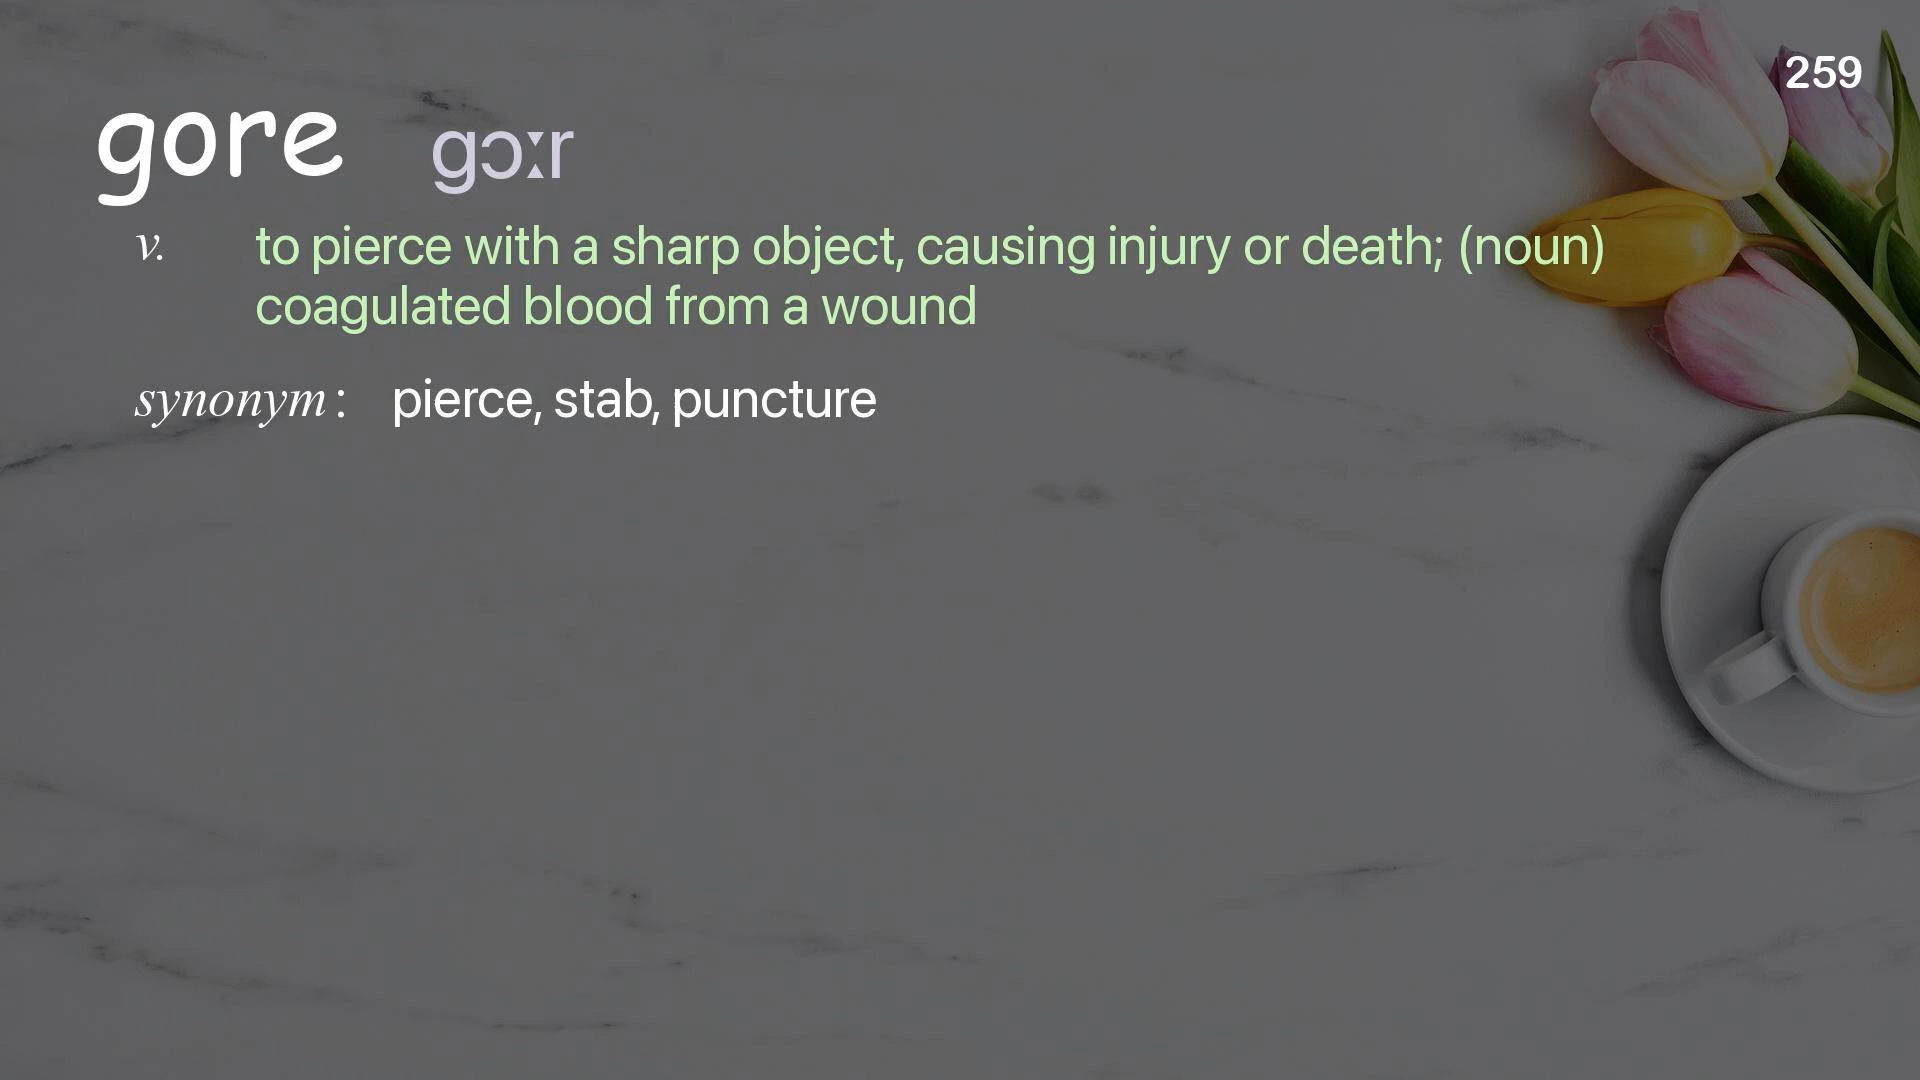 259
gore gɔːr
v. to pierce with a sharp object, causing injury or death; (noun)
coagulated blood from a wound
synonym : pierce, stab, puncture